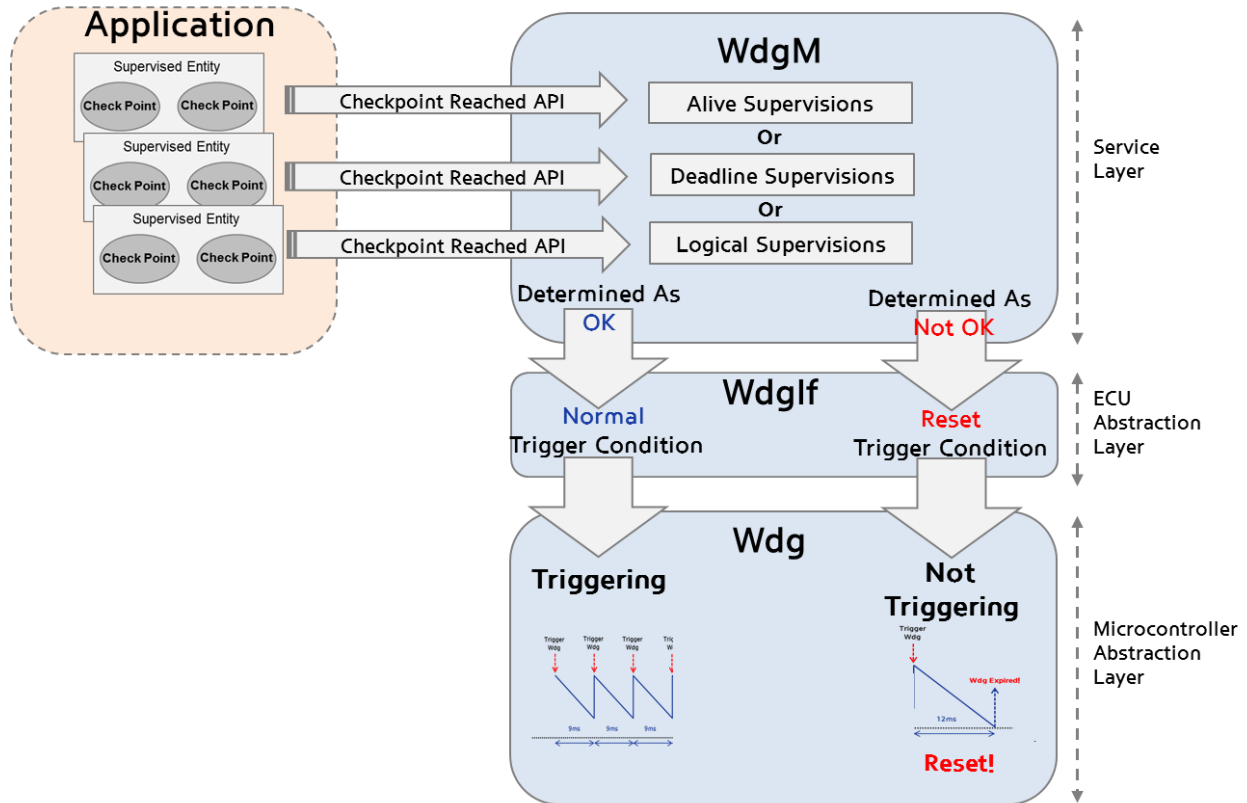 Application
Supervised Entity
Check Point
Check Point
Supervised Entity
Check Point
Check Point
Supervised Entity
Check Point
Check Point
Checkpoint Reached API
Checkpoint Reached API
Checkpoint Reached API
WdgM
Alive Supervisions
Or
Deadline Supervisions
Or
Logical Supervisions
Determined As
OK
Determined As
Not OK
Service
Layer
WdgIf
Normal
Trigger Condition
Reset
Trigger Condition
ECU
Abstraction
Layer
Wdg
Triggering
Trigger
Wdg
Trigger
Wdg
Trigger
Wdg
Trig
W
9ms
9ms
9ms
Not
Triggering
Trigger
Wdg
Wdg Expired!
12ms
Reset!
Microcontroller
Abstraction
Layer